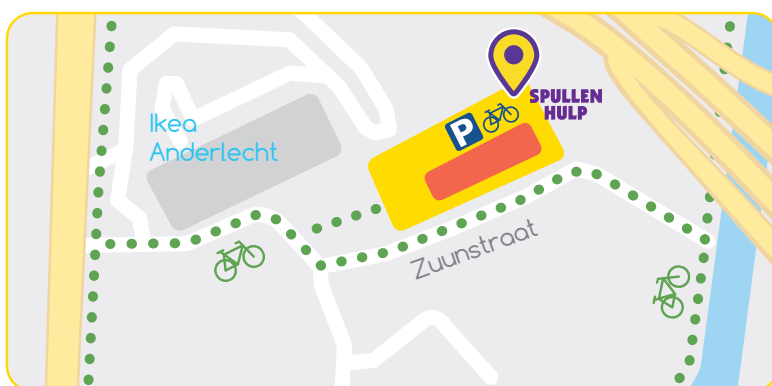 Ikea
Anderlecht
P
SPULLEN
HULP
Zuunstraat